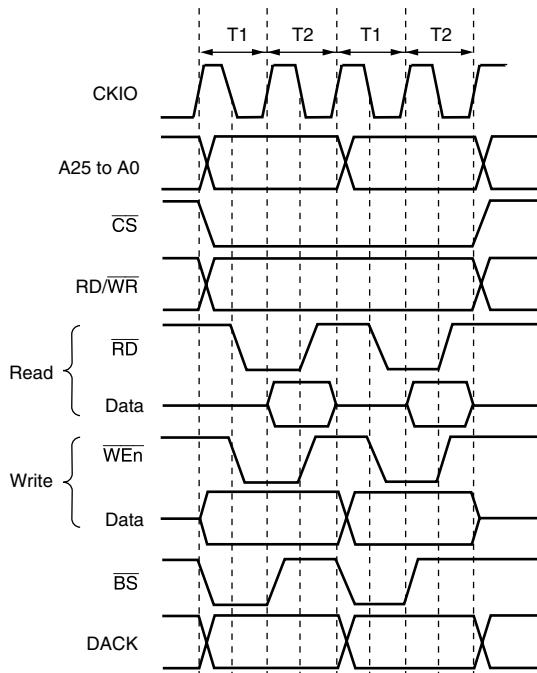 T1 T2 T1 T2
CKIO
A25 to A0
CS
RD/WR
RD
Read
Data
WEn
Write
Data
BS
DACK